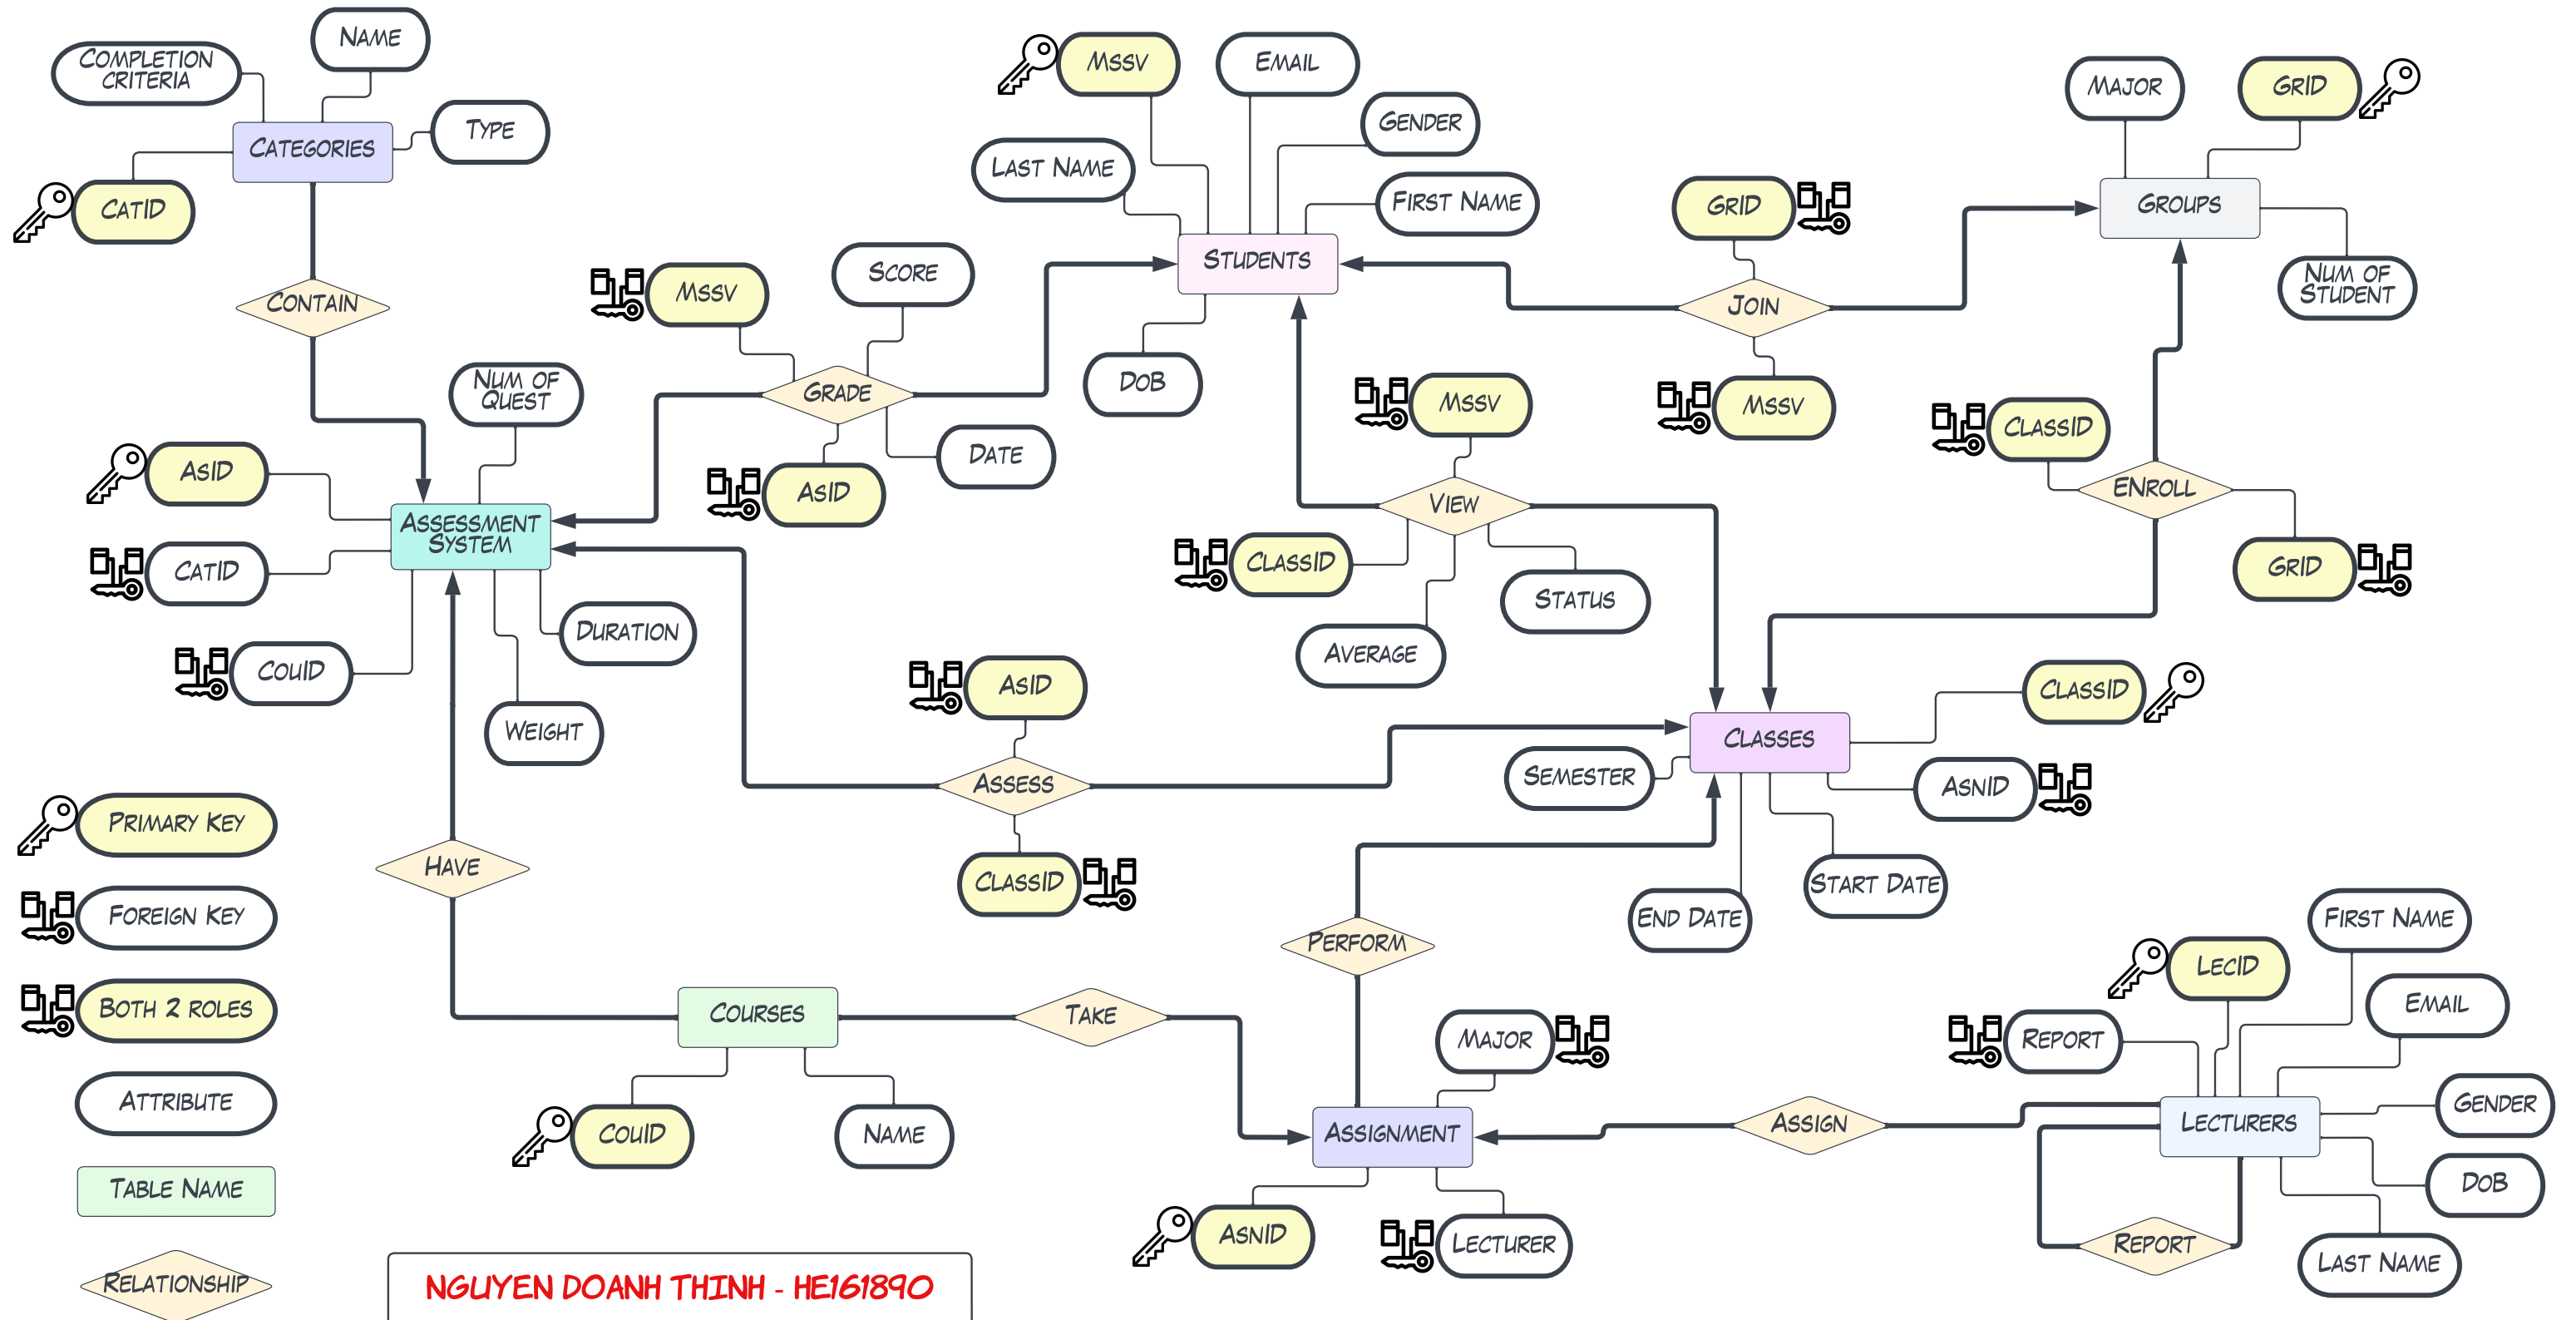 Completion
criteria
Name
Type
Categories
CatID
Contain
Mssv
Email
Gender
Last Name
First Name
Students
DoB
Major
GrID
Groups
Num of
Student
GrID
Join
Mssv
Mssv
Score
Grade
AsID
Date
Num of
Quest
AsID
Assessment
System
CatID
CouID
Duration
Weight
Mssv
View
ClassID
Status
Average
ClassID
Enroll
GrID
AsID
Assess
ClassID
Classes
ClassID
Semester
AsnID
Start Date
End Date
Primary Key
Foreign Key
Both 2 roles
Attribute
Table Name
Relationship
Have
Courses
CouID
Name
Take
Perform
Major
Assignment
AsnID
Lecturer
Assign
First Name
LecID
Email
Report
Gender
Lecturers
DoB
Last Name
Report
NGUYEN DOANH THINH - HE161890